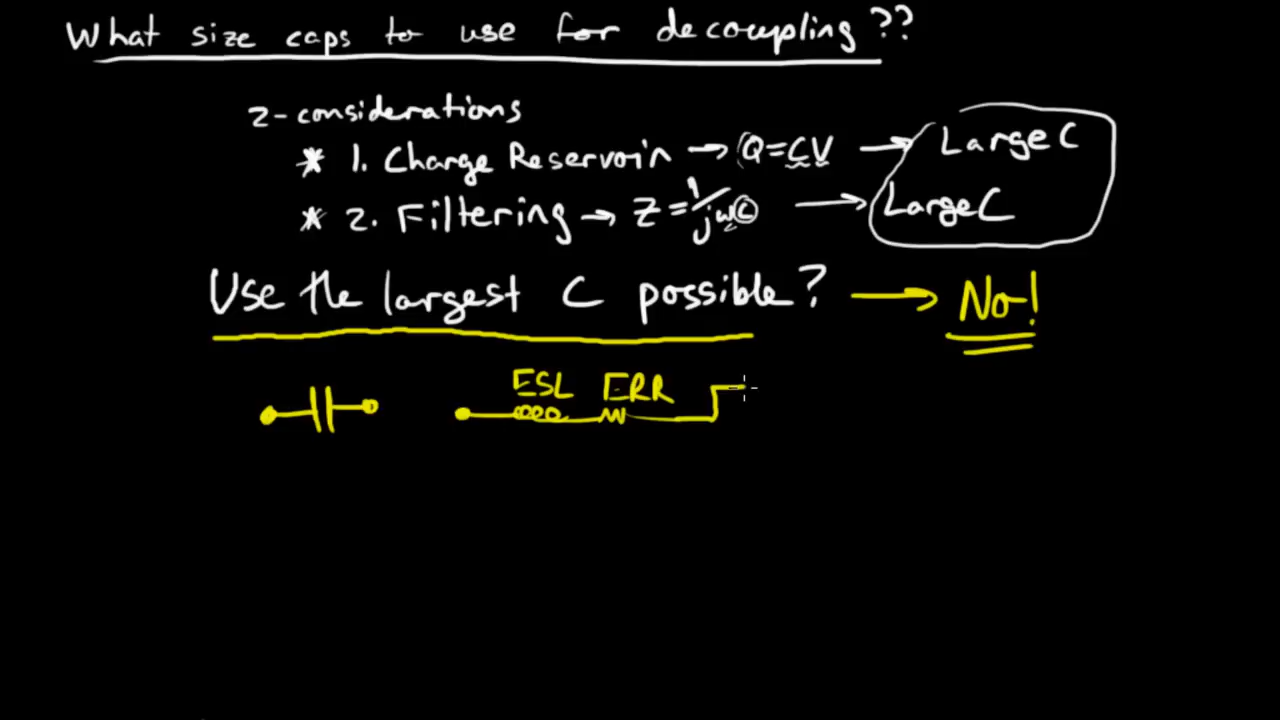 What size caps to use for decoupling??
2-considerations
* 1. Charge Reservoir → Q=CV → Large C
* 2. Filtering → Z=1/jωC → Large C
Use the largest C possible? → No!
ESL ERR